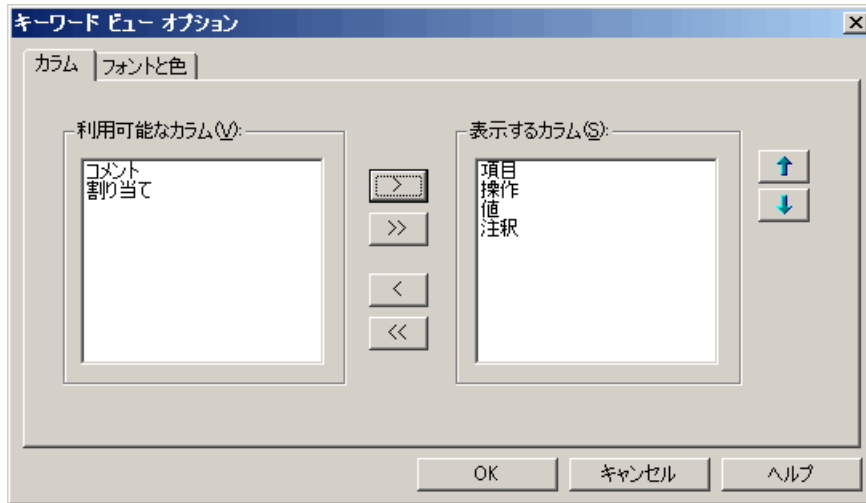 キーワード ビュー オプション
カラム
フォントと色
利用可能なカラム(V):
コメント
割り当て
>
>>
<
<<
表示するカラム(S):
項目
操作
値
注釈
OK
キャンセル
ヘルプ